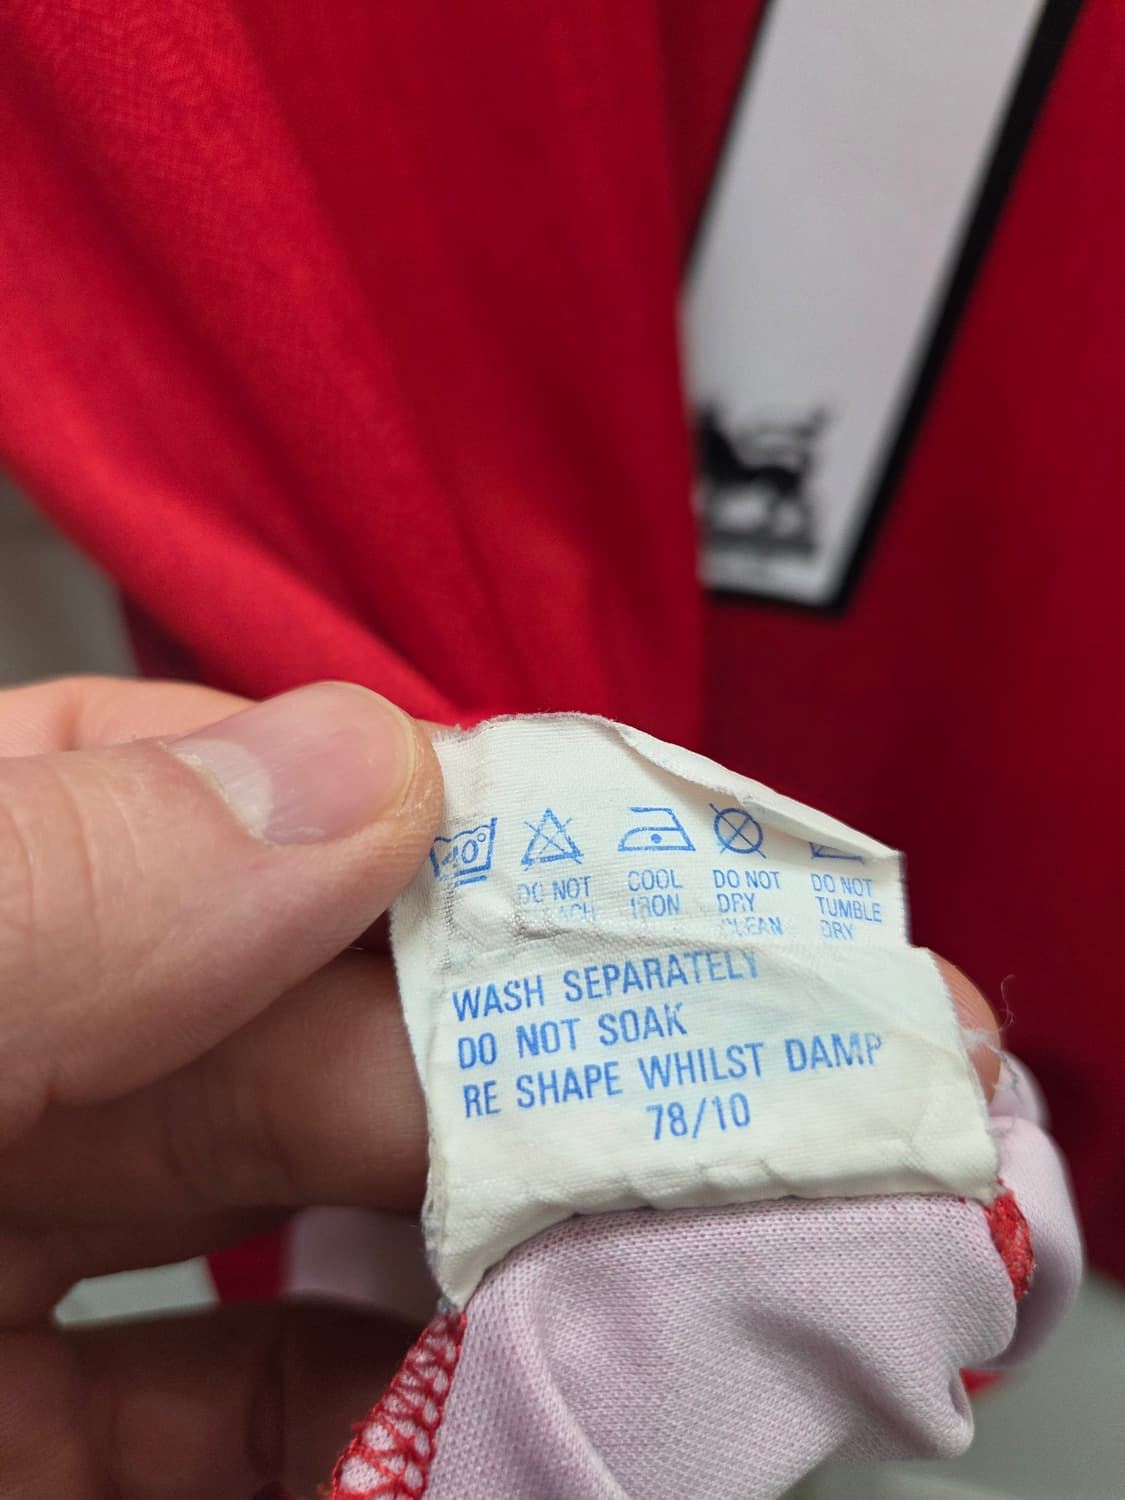 40°
DO NOT COOL DO NOT DO NOT
IRON DRY TUMBLE
CLEAN DRY
WASH SEPARATELY
DO NOT SOAK
RE SHAPE WHILST DAMP
78/10